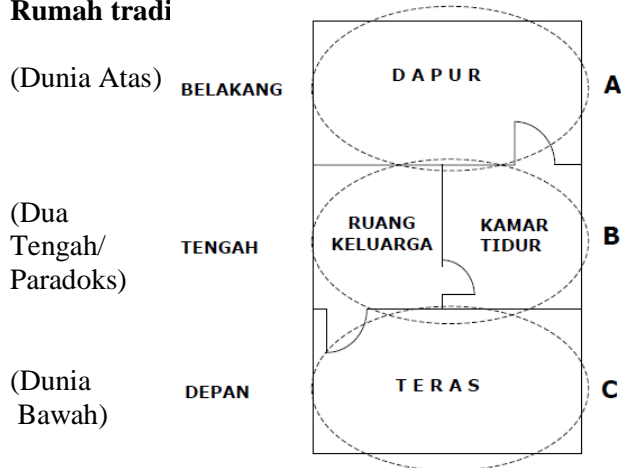 Rumah tradi
(Dunia Atas) BELAKANG DAPUR A
(Dua
Tengah/
Paradoks)
TENGAH
RUANG
KELUARGA
KAMAR
TIDUR
B
(Dunia
Bawah)
DEPAN
TERAS
C